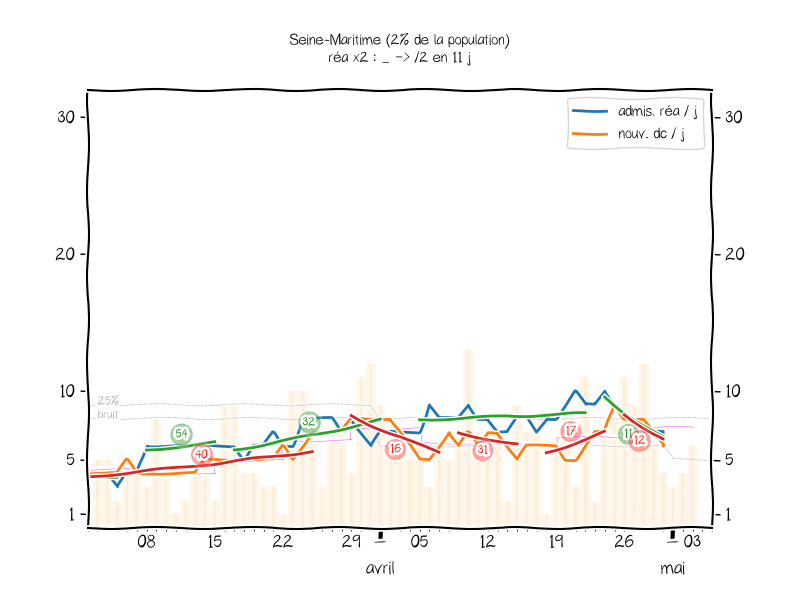 Seine-Maritime (2% de la population)
réa x2 : _ -> /2 en 11 j
admis. réa / j
nouv. dc / j
30
30
20
20
10
10
25%
bruit
54
32
40
16
31
17
11
12
5
5
1
1
08 15 22 29 05 12 19 26 03
avril mai